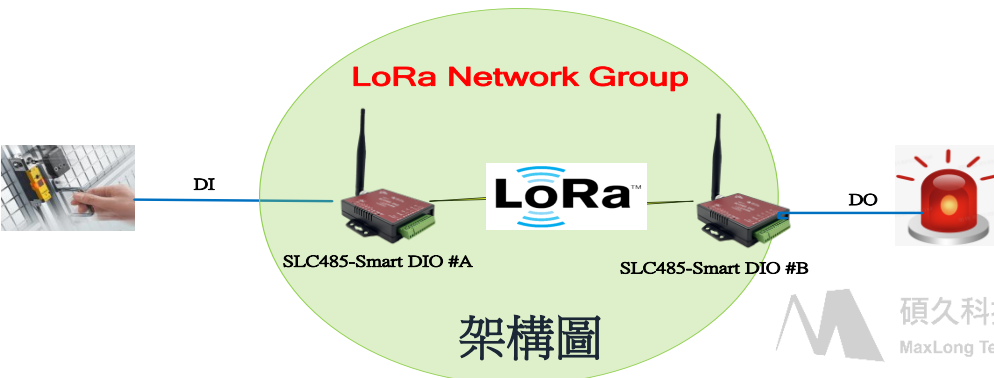 LoRa Network Group
DI
LoRa™
DO
SLC485-Smart DIO #A
SLC485-Smart DIO #B
架構圖
碩久科
MaxLong Te